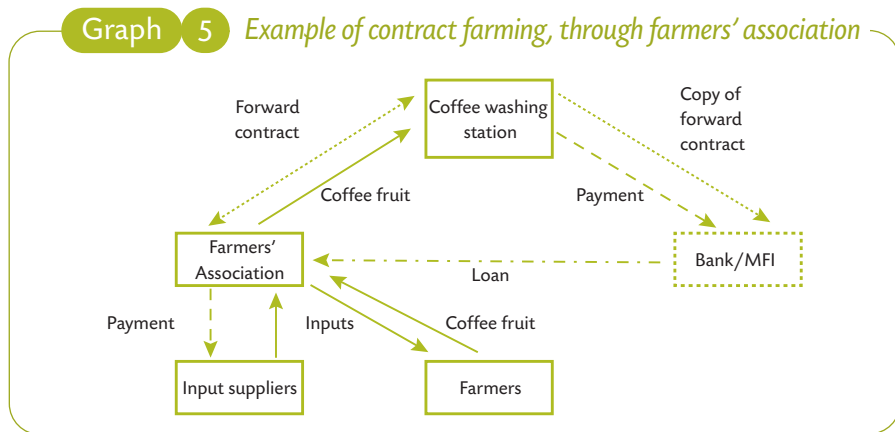 Graph 5 Example of contract farming, through farmers' association
Forward
contract
Coffee washing
station
Copy of
forward
contract
Coffee fruit
Payment
Farmers'
Association
Loan
Bank/MFI
Payment
Inputs
Coffee fruit
Input suppliers
Farmers